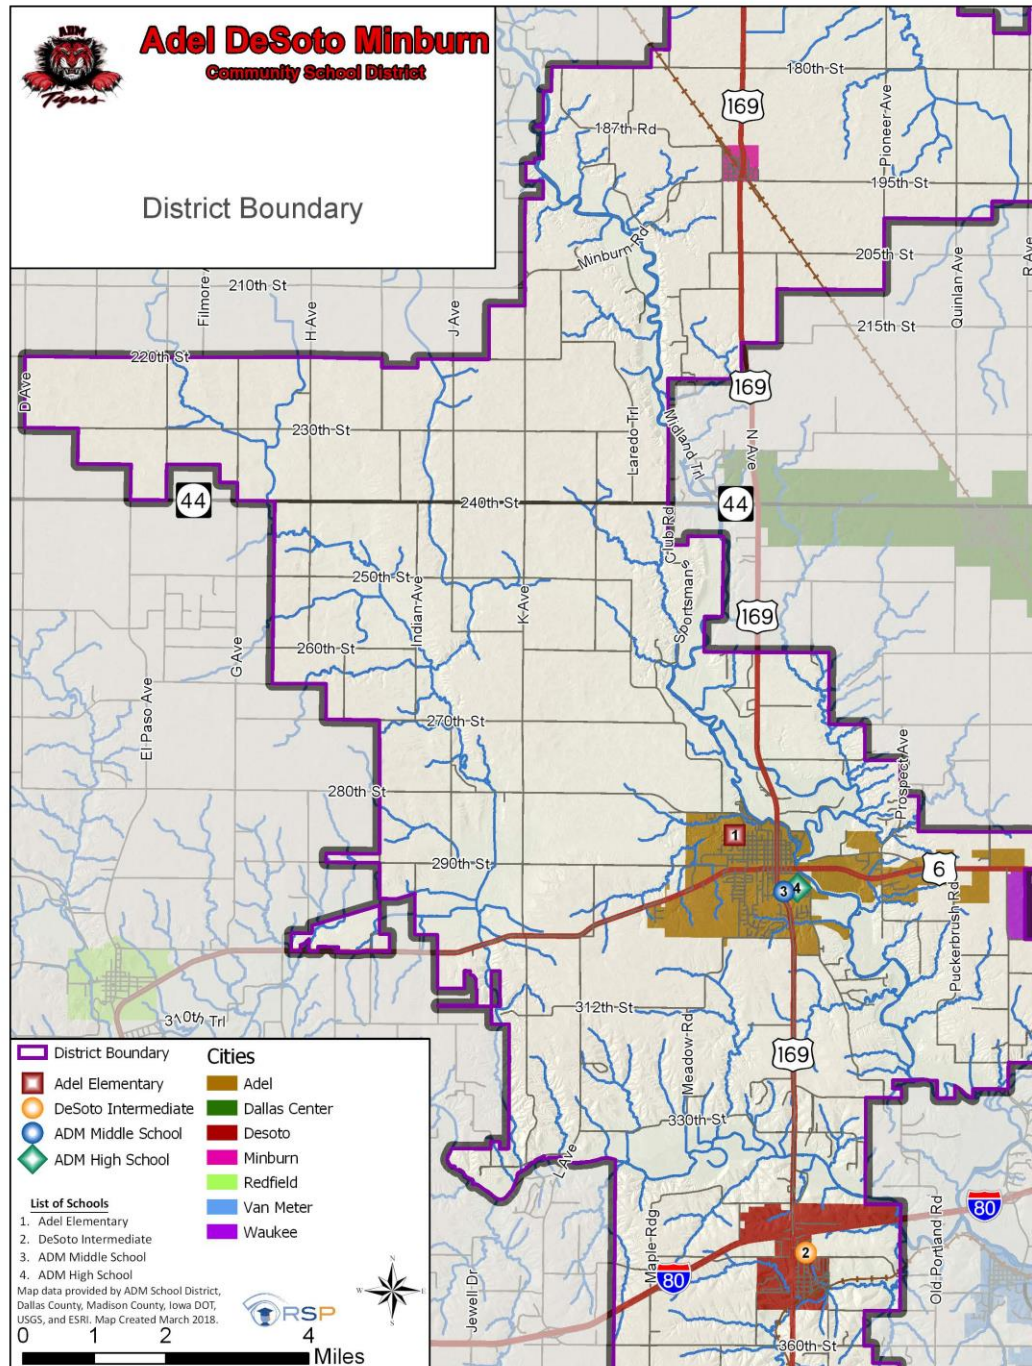 ADM
Tigers
Adel DeSoto Minburn
Community School District
District Boundary
180th St
169
187th Rd
Pioneer Ave
195th St
Minburn Rd
205th St
Quinlan Ave
R Ave
210th St
Filmore A
H Ave
J Ave
215th St
220th St
D Ave
169
230th St
Laredo Trl
Midland Trl
N Ave
44
240th St
44
Club Rd
Sportsman's
250th St
Indian Ave
K Ave
169
260th St
G Ave
El Paso Ave
270th St
Prospect Ave
280th St
1
290th St
6
3
4
Puckerbrush Rd
312th St
310th Trl
Meadow Rd
169
330th St
L Ave
80
Old Portland Rd
Maple Rdg
2
80
Jewell Dr
360th St
District Boundary
Adel Elementary
DeSoto Intermediate
ADM Middle School
ADM High School
Cities
Adel
Dallas Center
Desoto
Minburn
Redfield
Van Meter
Waukee
List of Schools
1. Adel Elementary
2. DeSoto Intermediate
3. ADM Middle School
4. ADM High School
Map data provided by ADM School District,
Dallas County, Madison County, Iowa DOT,
USGS, and ESRI. Map Created March 2018.
RSP
N
W
E
S
0 2 4
Miles